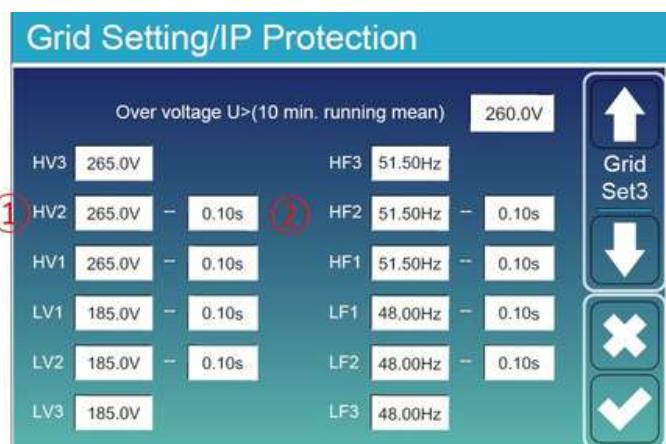 Grid Setting/IP Protection
Over voltage U>(10 min. running mean) 260.0V
HV3 265.0V HF3 51.50Hz
① HV2 265.0V -- 0.10s ② HF2 51.50Hz -- 0.10s
HV1 265.0V -- 0.10s HF1 51.50Hz -- 0.10s
LV1 185.0V -- 0.10s LF1 48.00Hz -- 0.10s
LV2 185.0V -- 0.10s LF2 48.00Hz -- 0.10s
LV3 185.0V LF3 48.00Hz
Grid
Set3